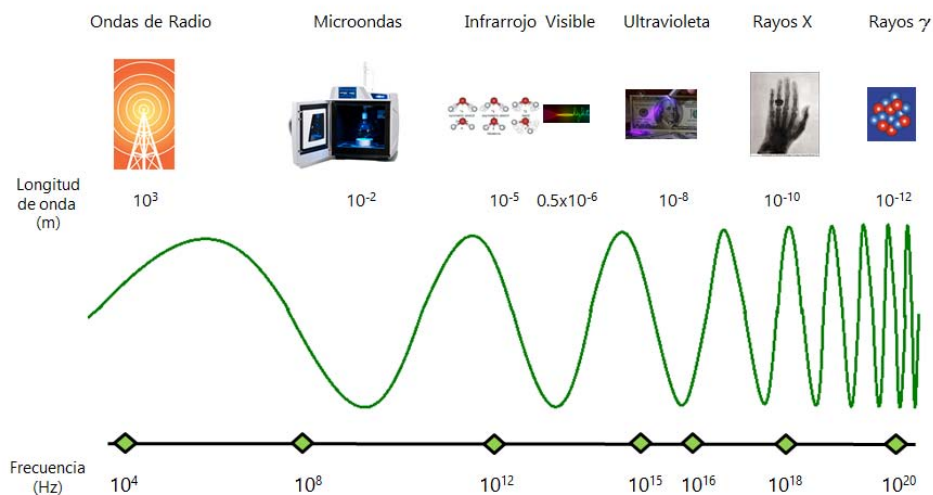 Ondas de Radio Microondas Infrarrojo Visible Ultravioleta Rayos X Rayos γ
Longitud de onda (m) 10³ 10⁻² 10⁻⁵ 0.5x10⁻⁶ 10⁻⁸ 10⁻¹⁰ 10⁻¹²
Frecuencia (Hz) 10⁴ 10⁸ 10¹² 10¹⁵ 10¹⁶ 10¹⁸ 10²⁰